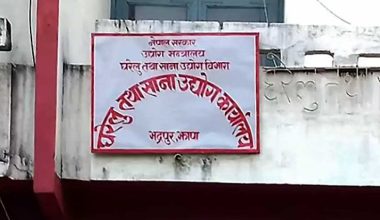 नेपाल सरकार
उद्योग मन्त्रालय
घरेलु तथा साना उद्योग विभाग
घरेलु तथा साना उद्योग कार्यालय
भद्रपुर, झापा